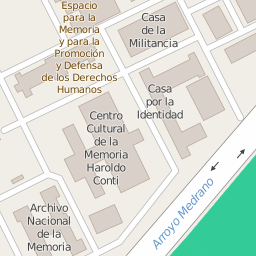 Espacio
para la
Memoria
y para la
Promoción
y Defensa
de los Derechos
Humanos
Casa
de la
Militancia
Casa
por la
Identidad
Centro
Cultural
de la
Memoria
Haroldo
Conti
Archivo
Nacional
de la
Memoria
Arroyo Medrano